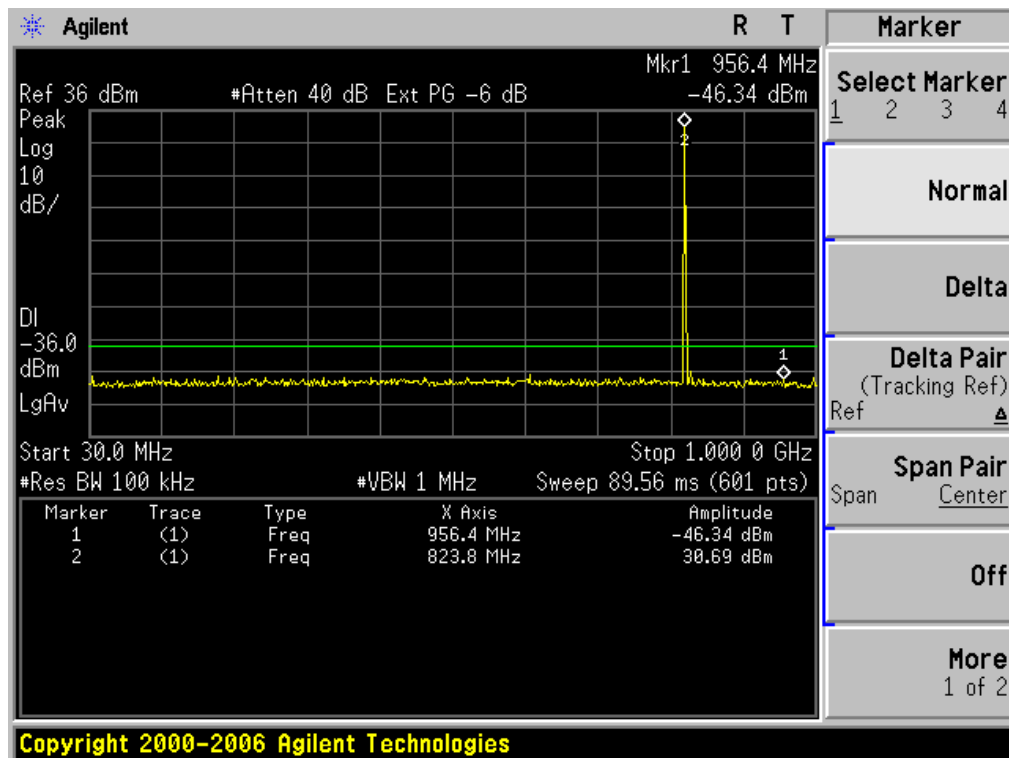 Agilent R T
Mkr1 956.4 MHz
Ref 36 dBm #Atten 40 dB Ext PG -6 dB -46.34 dBm
Peak
Log
10
dB/
2
DI
-36.0
dBm
1
LgAv
Start 30.0 MHz Stop 1.000 0 GHz
#Res BW 100 kHz #VBW 1 MHz Sweep 89.56 ms (601 pts)
Marker Trace Type X Axis Amplitude
1 (1) Freq 956.4 MHz -46.34 dBm
2 (1) Freq 823.8 MHz 30.69 dBm
Marker
Select Marker
1 2 3 4
Normal
Delta
Delta Pair
(Tracking Ref)
Ref Δ
Span Pair
Span Center
Off
More
1 of 2
Copyright 2000-2006 Agilent Technologies